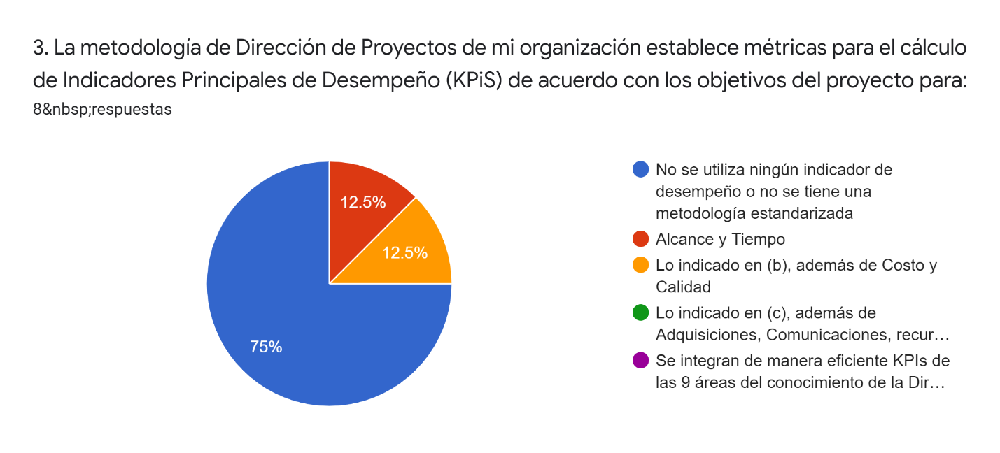 3. La metodología de Dirección de Proyectos de mi organización establece métricas para el cálculo
de Indicadores Principales de Desempeño (KPiS) de acuerdo con los objetivos del proyecto para:
8&nbsp;respuestas
12.5%
12.5%
75%
No se utiliza ningún indicador de
desempeño o no se tiene una
metodología estandarizada
Alcance y Tiempo
Lo indicado en (b), además de Costo y
Calidad
Lo indicado en (c), además de
Adquisiciones, Comunicaciones, recur…
Se integran de manera eficiente KPIs de
las 9 áreas del conocimiento de la Dir…